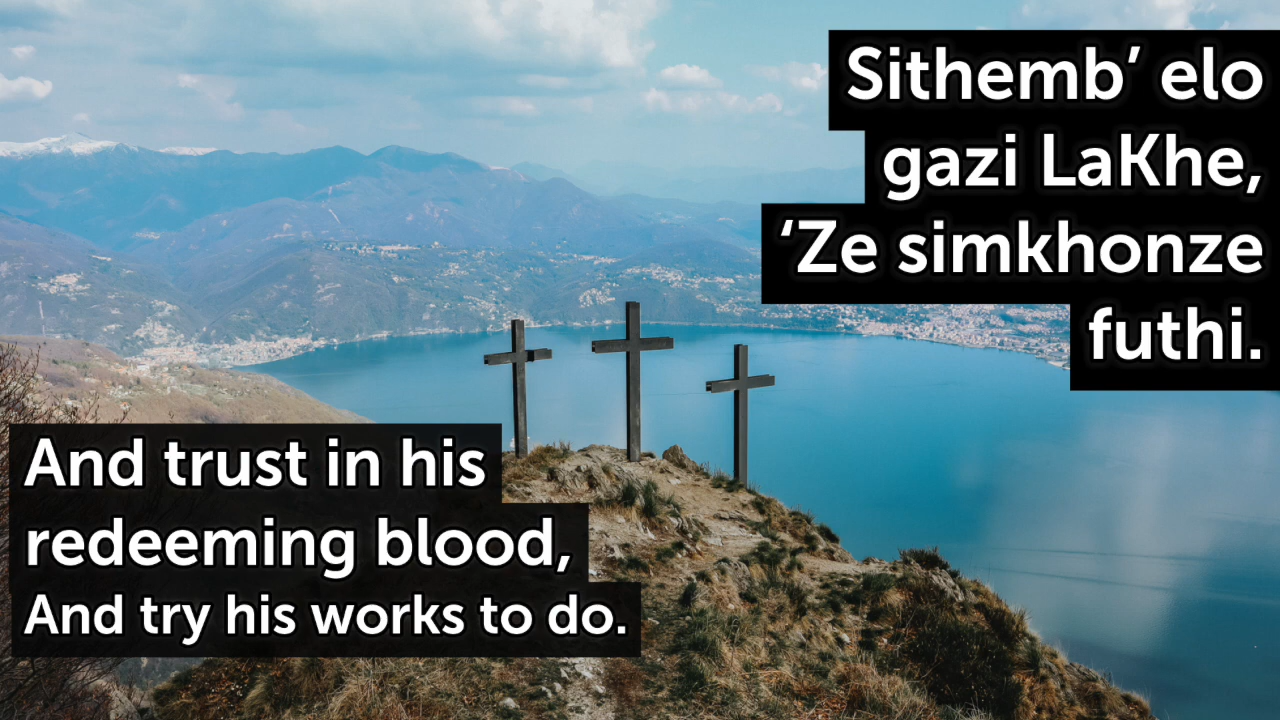 Sithemb’ elo
gazi LaKhe,
‘Ze simkhonze
futhi.
And trust in his
redeeming blood,
And try his works to do.